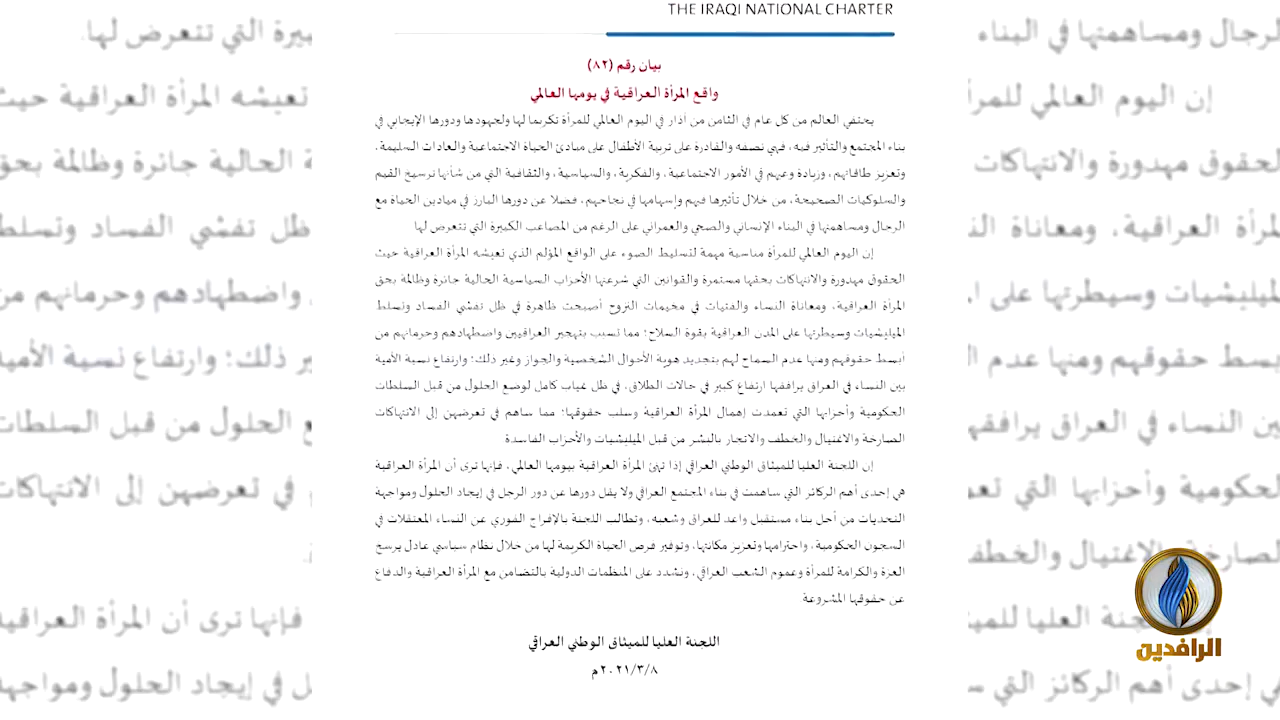 THE IRAQI NATIONAL CHARTER
بيان رقم (٨٢)
واقع المرأة العراقية في يومها العالمي
يحتفي العالم من كل عام في الثامن من آذار في اليوم العالمي للمرأة تكريما لها ولجهودها ودورها الإيجابي في
بناء المجتمع والتأثير فيه، فهي نصفه والقادرة على تربية الأطفال على مبادئ الحياة الاجتماعية والعادات السليمة،
وتعزيز طاقاتهم، وزيادة وعيهم في الأمور الاجتماعية، والفكرية، والسياسية، والثقافية التي من شأنها ترسيخ القيم
والسلوكيات الصحيحة، من خلال تأثيرها فيهم وإسهامها في نجاحهم، فضلا عن دورها البارز في ميادين الحياة مع
الرجال ومساهمتها في البناء الإنساني والصحي والعمراني على الرغم من المصاعب الكبيرة التي تتعرض لها
إن اليوم العالمي للمرأة مناسبة مهمة لتسليط الضوء على الواقع المؤلم الذي تعيشه المرأة العراقية حيث
الحقوق مهدورة والانتهاكات بحقها مستمرة والقوانين التي شرعتها الأحزاب السياسية الحالية جائرة وظالمة بحق
المرأة العراقية، ومعاناة النساء والفتيات في مخيمات النزوح أصبحت ظاهرة في ظل تفشي الفساد وتسلط
الميليشيات وسيطرتها على المدن العراقية بقوة السلاح؛ مما تسبب بتهجير العراقيين واضطهادهم وحرمانهم من
أبسط حقوقهم ومنها عدم السماح لهم بتجديد هوية الأحوال الشخصية والجواز وغير ذلك؛ وارتفاع نسبة الأمية
بين النساء في العراق يرافقها ارتفاع كبير في حالات الطلاق، في ظل غياب كامل لوضع الحلول من قبل السلطات
الحكومية وأحزابها التي تعمدت إهمال المرأة العراقية وسلب حقوقها؛ مما ساهم في تعرضهن إلى الانتهاكات
الصارخة والاغتيال والخطف والاتجار بالبشر من قبل الميليشيات والأحزاب الفاسدة
إن اللجنة العليا للميثاق الوطني العراقي إذا تهنئ المرأة العراقية بيومها العالمي، فإنها ترى أن المرأة العراقية
هي إحدى أهم الركائز التي ساهمت في بناء المجتمع العراقي ولا يقل دورها عن دور الرجل في إيجاد الحلول ومواجهة
التحديات من أجل بناء مستقبل واعد للعراق وشعبه، وتطالب اللجنة بالإفراج الفوري عن النساء المعتقلات في
السجون الحكومية، واحترامها وتعزيز مكانتها، وتوفير فرص الحياة الكريمة لها من خلال نظام سياسي عادل يرسخ
العزة والكرامة للمرأة وعموم الشعب العراقي، ونشدد على المنظمات الدولية بالتضامن مع المرأة العراقية والدفاع
عن حقوقها المشروعة
اللجنة العليا للميثاق الوطني العراقي
٢٠٢١/٣/٨م
الرافدين